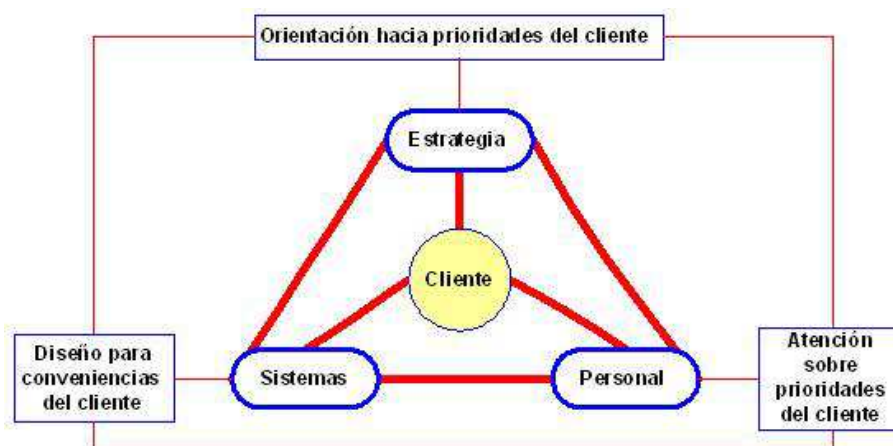 Orientación hacia prioridades del cliente
Estrategia
Cliente
Diseño para
conveniencias
del cliente
Sistemas
Personal
Atención
sobre
prioridades
del cliente